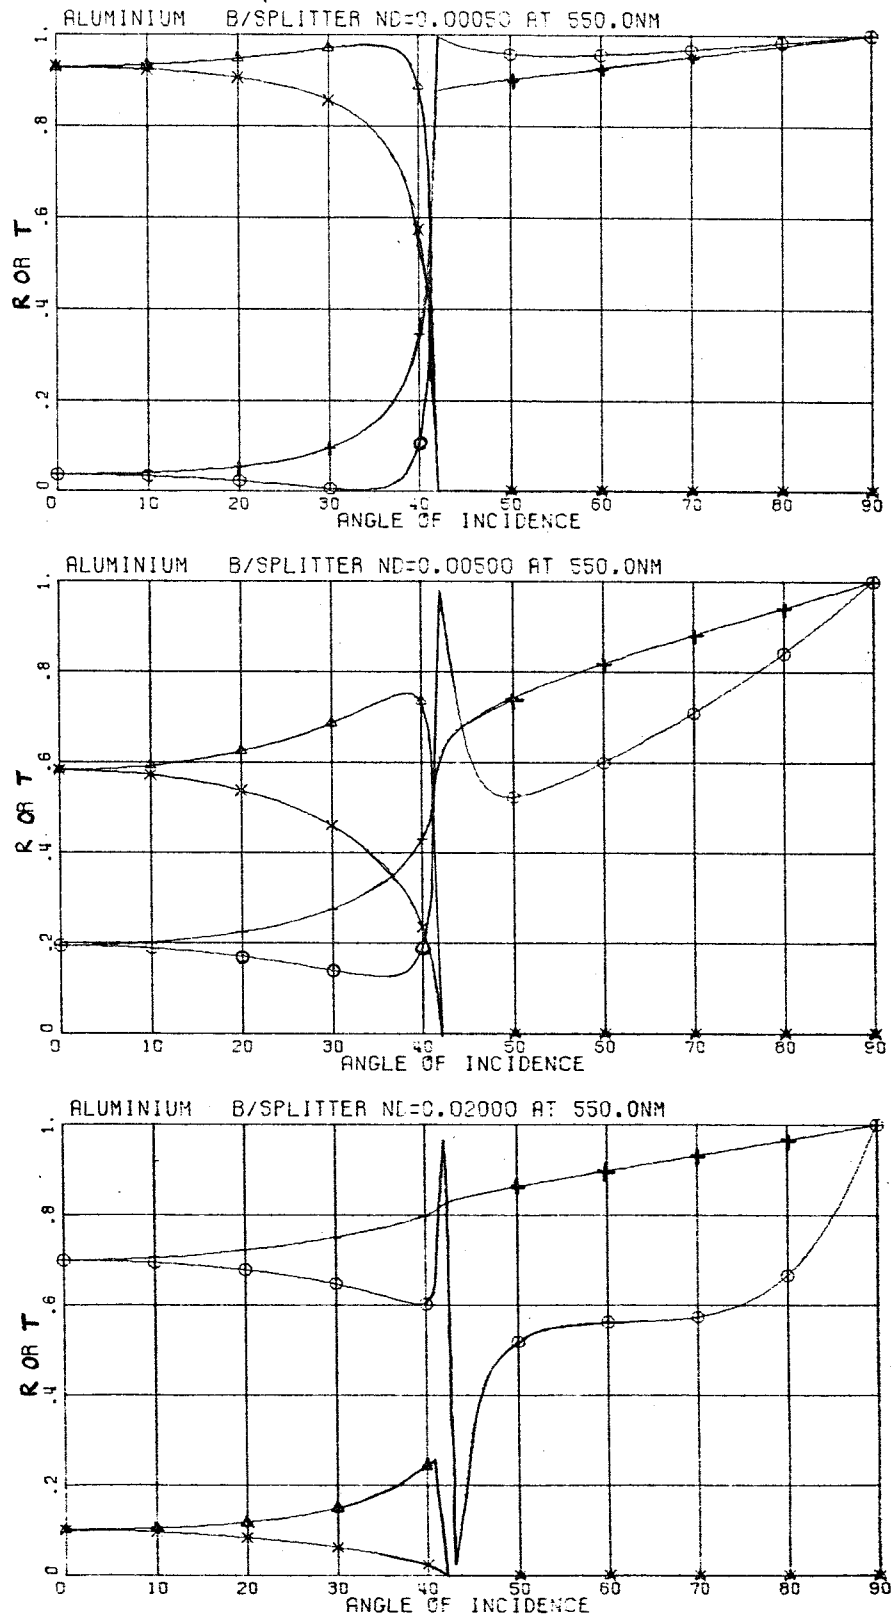 ALUMINIUM B/SPLITTER ND=0.00050 AT 550.0NM
1.
.8
.6
.4
.2
0
R OR T
0 10 20 30 40 50 60 70 80 90
ANGLE OF INCIDENCE
ALUMINIUM B/SPLITTER ND=0.00500 AT 550.0NM
1.
.8
.6
.4
.2
0
R OR T
0 10 20 30 40 50 60 70 80 90
ANGLE OF INCIDENCE
ALUMINIUM B/SPLITTER ND=0.02000 AT 550.0NM
1.
.8
.6
.4
.2
0
R OR T
0 10 20 30 40 50 60 70 80 90
ANGLE OF INCIDENCE